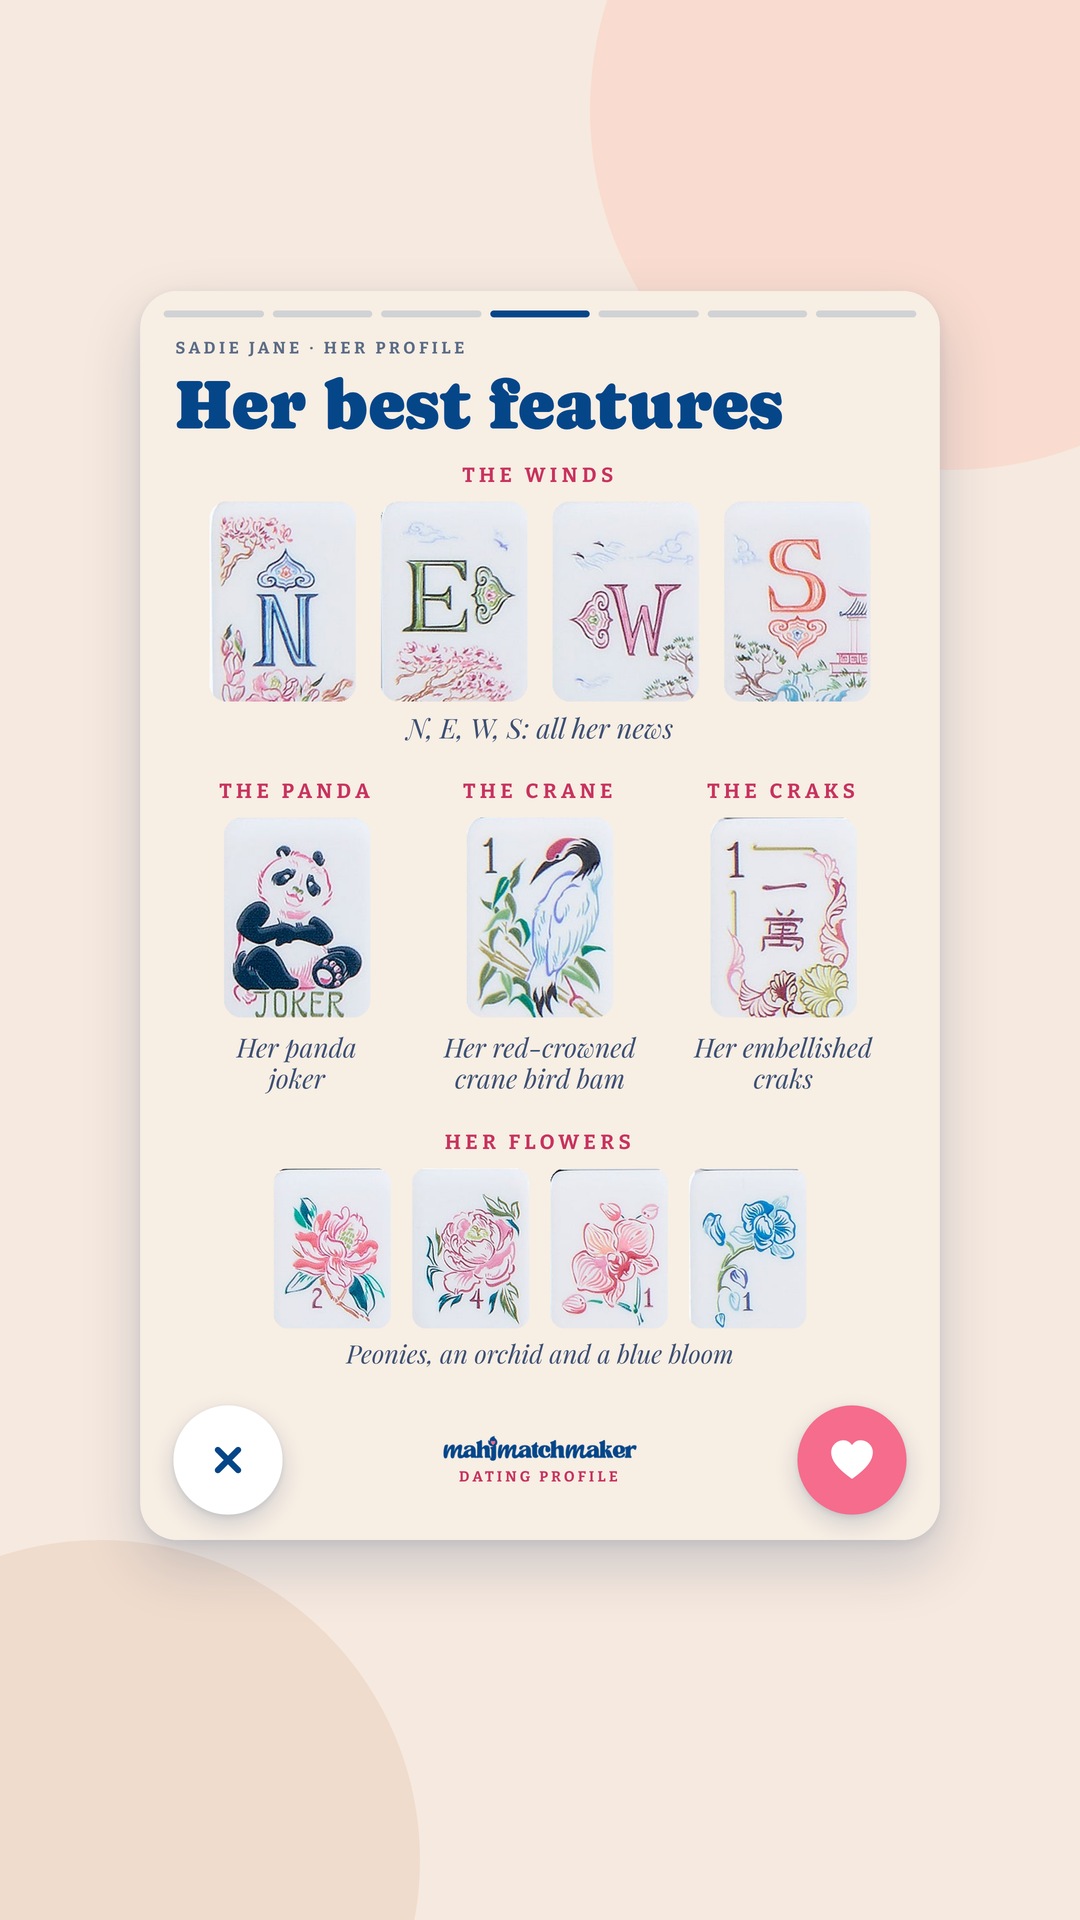 SADIE JANE · HER PROFILE
Her best features
THE WINDS
N
E
W
S
N, E, W, S: all her news
THE PANDA
THE CRANE
THE CRAKS
JOKER
1
1
一
萬
Her panda
joker
Her red-crowned
crane bird bam
Her embellished
craks
HER FLOWERS
2
4
1
1
Peonies, an orchid and a blue bloom
mahjmatchmaker
DATING PROFILE